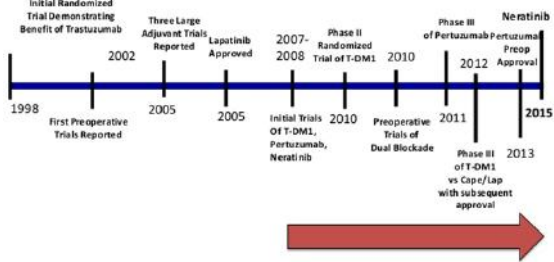 Initial Randomized
Trial Demonstrating
Benefit of Trastuzumab
1998
2002
First Preoperative
Trials Reported
Three Large
Adjuvant Trials
Reported
2005
Lapatinib
Approved
2005
2007-
2008
Initial Trials
Of T-DM1,
Pertuzumab,
Neratinib
Phase II
Randomized
Trial of T-DM1
2010
2010
Preoperative
Trials of
Dual Blockade
Phase III
of Pertuzumab
2011
2012
Phase III
of T-DM1
vs Cape/Lap
with subsequent
approval
Pertuzumal
Preop
Approval
2013
Neratinib
2015